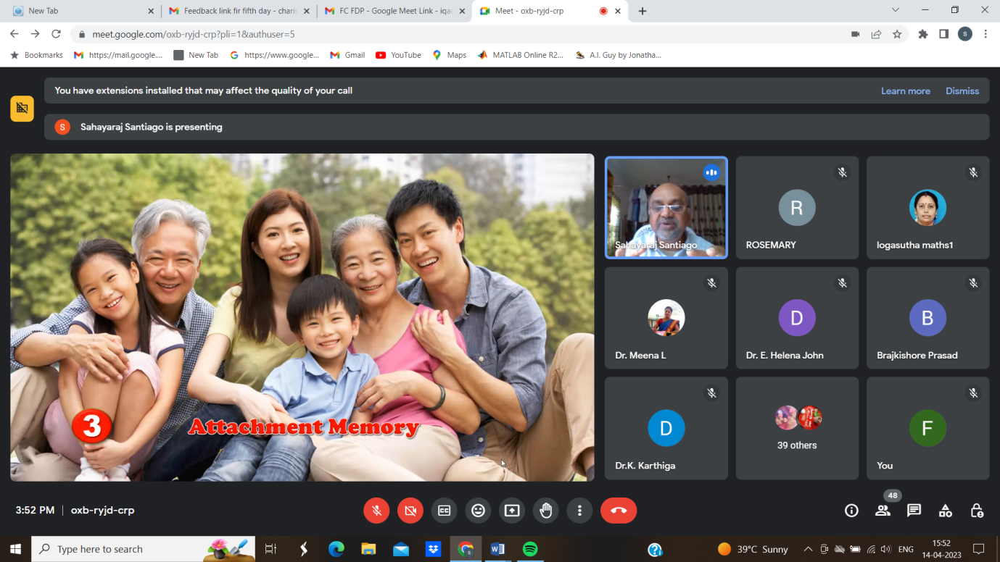 New Tab
Feedback link fir fifth day - charis
FC FDP - Google Meet Link - iqac
Meet - oxb-ryjd-crp
meet.google.com/oxb-ryjd-crp?pli=1&authuser=5
S
Bookmarks
https://mail.google....
New Tab
https://www.google...
Gmail
YouTube
Maps
MATLAB Online R2...
A.I. Guy by Jonatha...
You have extensions installed that may affect the quality of your call
Learn more
Dismiss
S
Sahayaraj Santiago is presenting
3
Attachment Memory
Sahayaraj Santiago
R
ROSEMARY
logasutha maths1
Dr. Meena L
D
Dr. E. Helena John
B
Brajkishore Prasad
D
Dr.K. Karthiga
39 others
F
You
3:52 PM | oxb-ryjd-crp
48
Type here to search
39°C Sunny
ENG
15:52
14-04-2023